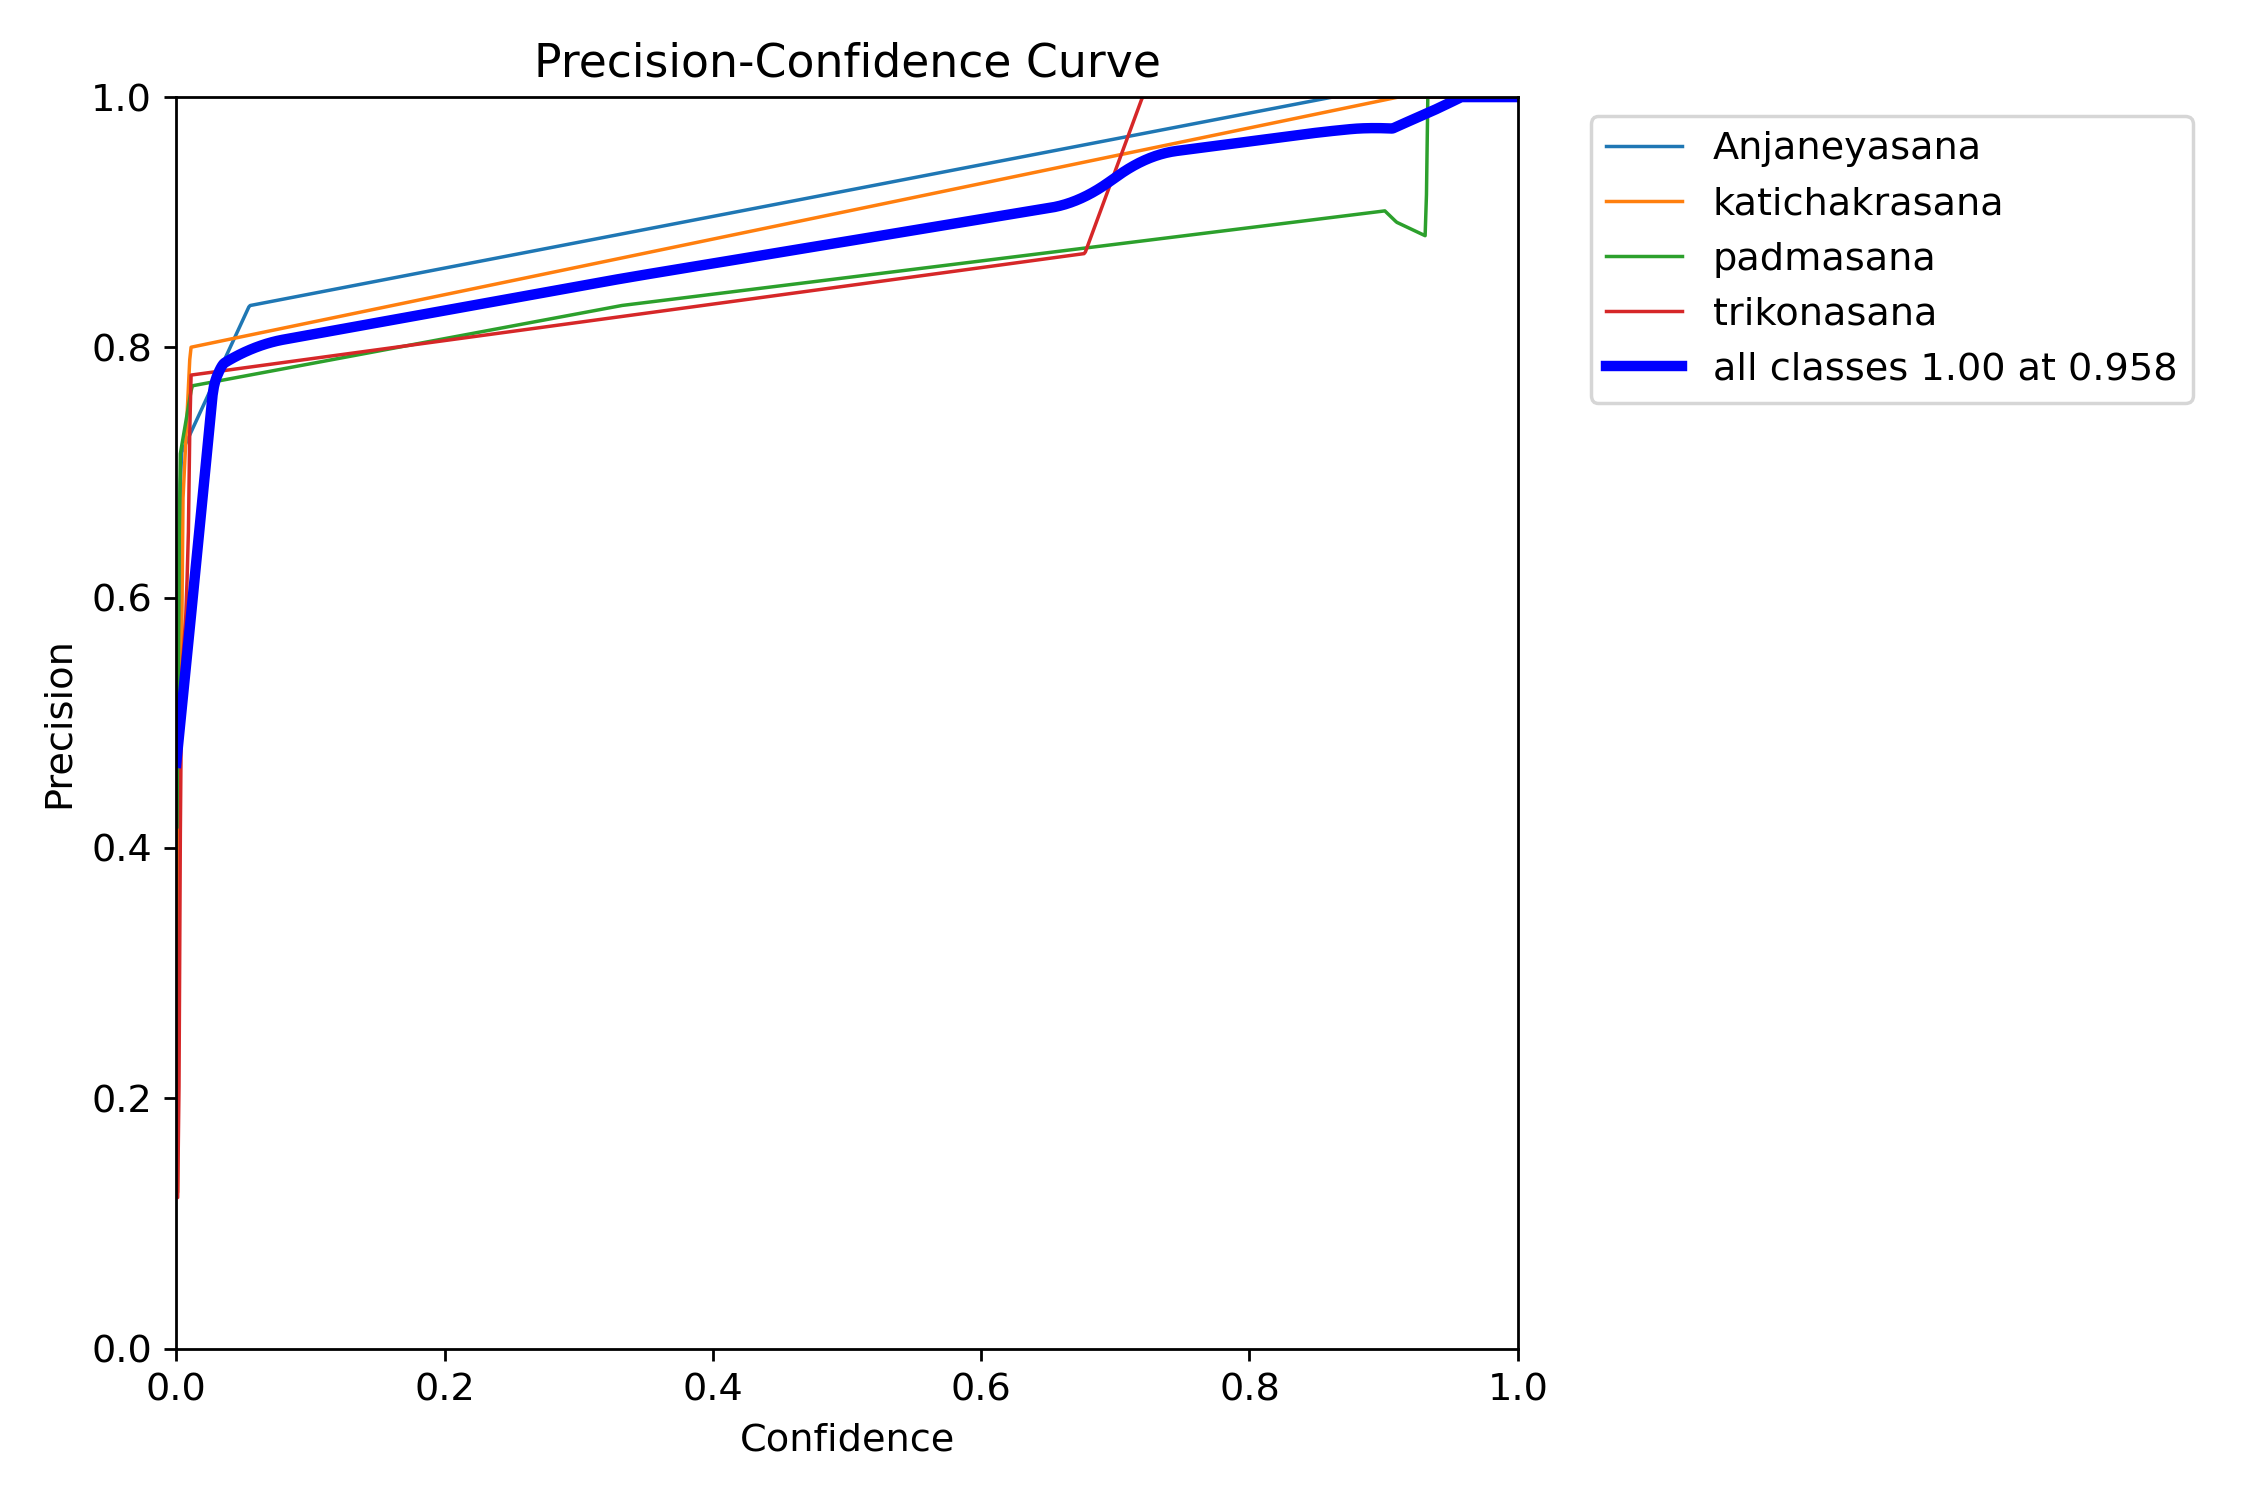 Precision-Confidence Curve
1.0
0.8
0.6
0.4
0.2
0.0
Precision
0.0 0.2 0.4 0.6 0.8 1.0
Confidence
Anjaneyasana
katichakrasana
padmasana
trikonasana
all classes 1.00 at 0.958